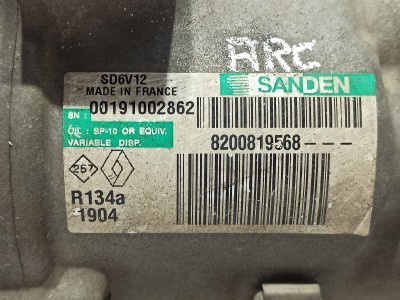 ARC
SD6V12
MADE IN FRANCE
SANDEN
SN: 00191002862
OIL: SP-10 OR EQUIV.
VARIABLE DISP.
8200819568---
257
R134a
1904